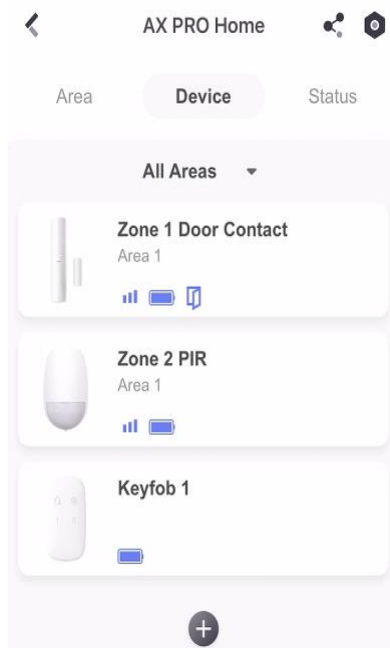 AX PRO Home
Area Device Status
All Areas
Zone 1 Door Contact
Area 1
Zone 2 PIR
Area 1
Keyfob 1